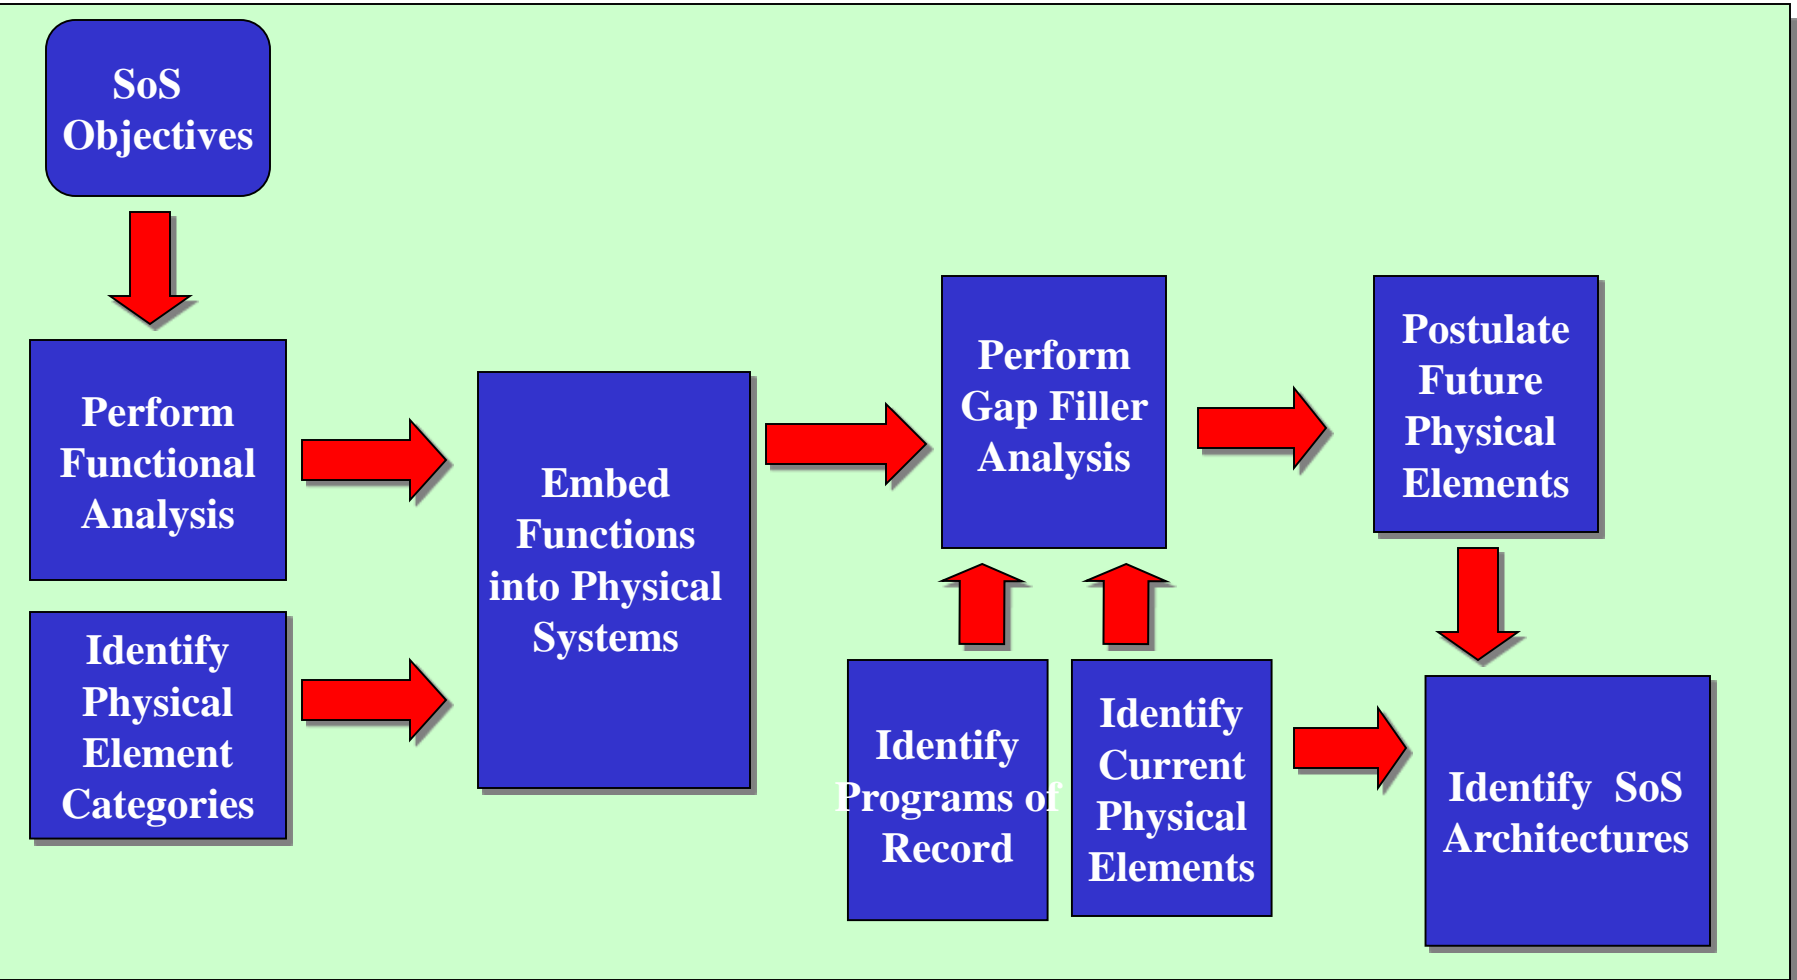 SoS
Objectives
Perform
Functional
Analysis
Identify
Physical
Element
Categories
Embed
Functions
into Physical
Systems
Perform
Gap Filler
Analysis
Identify
Programs of
Record
Identify
Current
Physical
Elements
Postulate
Future
Physical
Elements
Identify SoS
Architectures